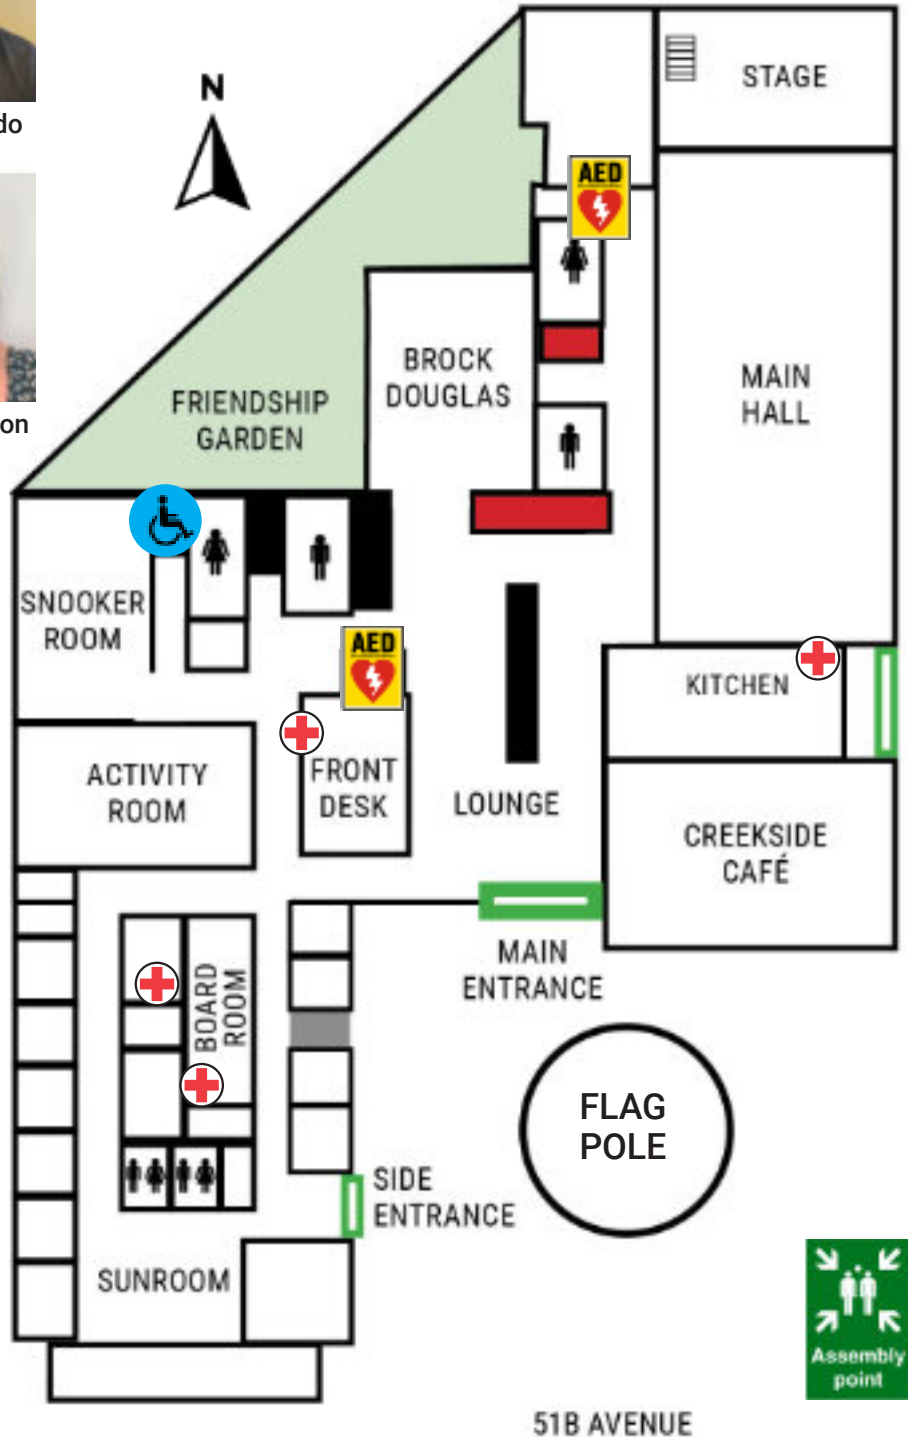 do
on
N
STAGE
AED
BROCK
DOUGLAS
MAIN
HALL
FRIENDSHIP
GARDEN
SNOOKER
ROOM
AED
KITCHEN
ACTIVITY
ROOM
FRONT
DESK
LOUNGE
CREEKSIDE
CAFÉ
MAIN
ENTRANCE
BOARD
ROOM
FLAG
POLE
SIDE
ENTRANCE
SUNROOM
Assembly
point
51B AVENUE